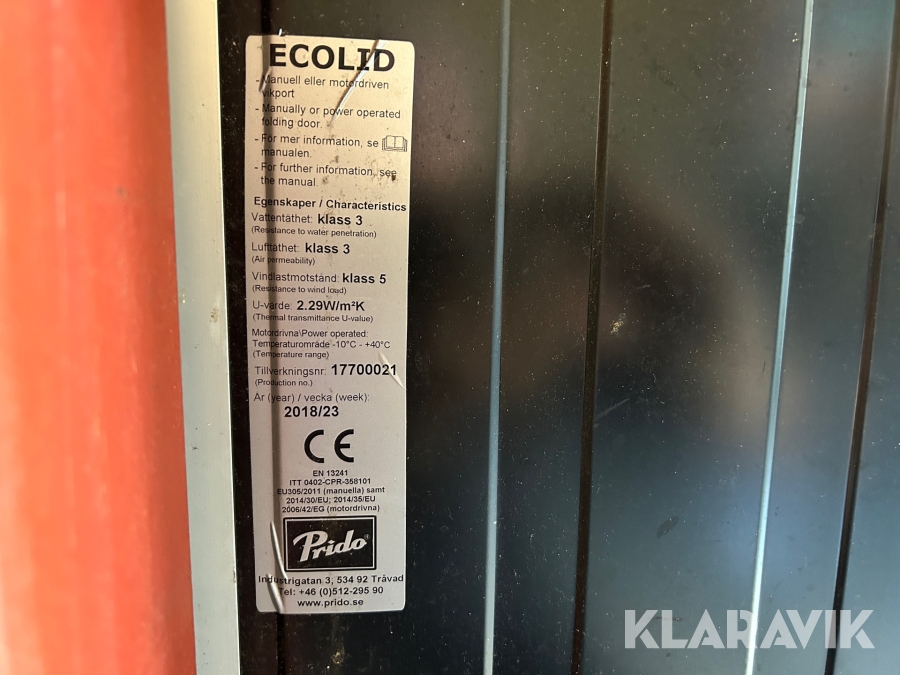 ECOLID
- Manuell eller motordriven
vikport
- Manually or power operated
folding door.
- För mer information, se
manualen.
- For further information, see
the manual.
Egenskaper / Characteristics
Vattentäthet: klass 3
(Resistance to water penetration)
Lufttäthet: klass 3
(Air permeability)
Vindlastmotstånd: klass 5
(Resistance to wind load)
U-värde: 2.29W/m²K
(Thermal transmittance U-value)
Motordrivna\Power operated:
Temperaturområde -10°C - +40°C
(Temperature range)
Tillverkningsnr: 17700021
(Production no.)
År (year) / vecka (week):
2018/23
CE
EN 13241
ITT 0402-CPR-358101
EU305/2011 (manuella) samt
2014/30/EU; 2014/35/EU
2006/42/EG (motordrivna)
Prido
Industrigatan 3, 534 92 Tråvad
Tel: +46 (0)512-295 90
www.prido.se
KLARAVIK